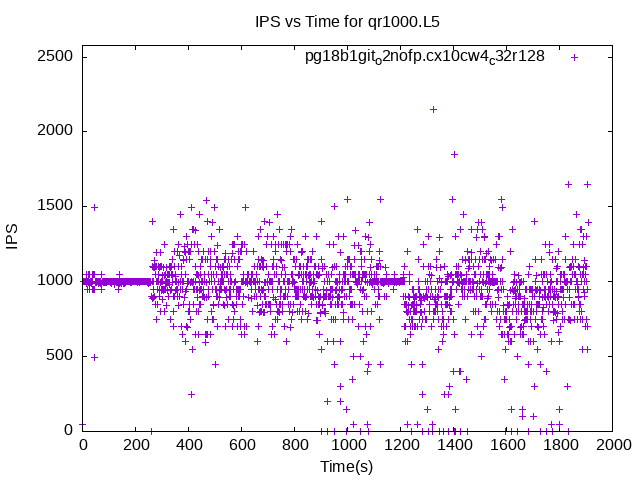 IPS vs Time for qr1000.L5
pg18b1git_o2nofp.cx10cw4_c32r128
2500
2000
1500
1000
500
0
IPS
0 200 400 600 800 1000 1200 1400 1600 1800 2000
Time(s)